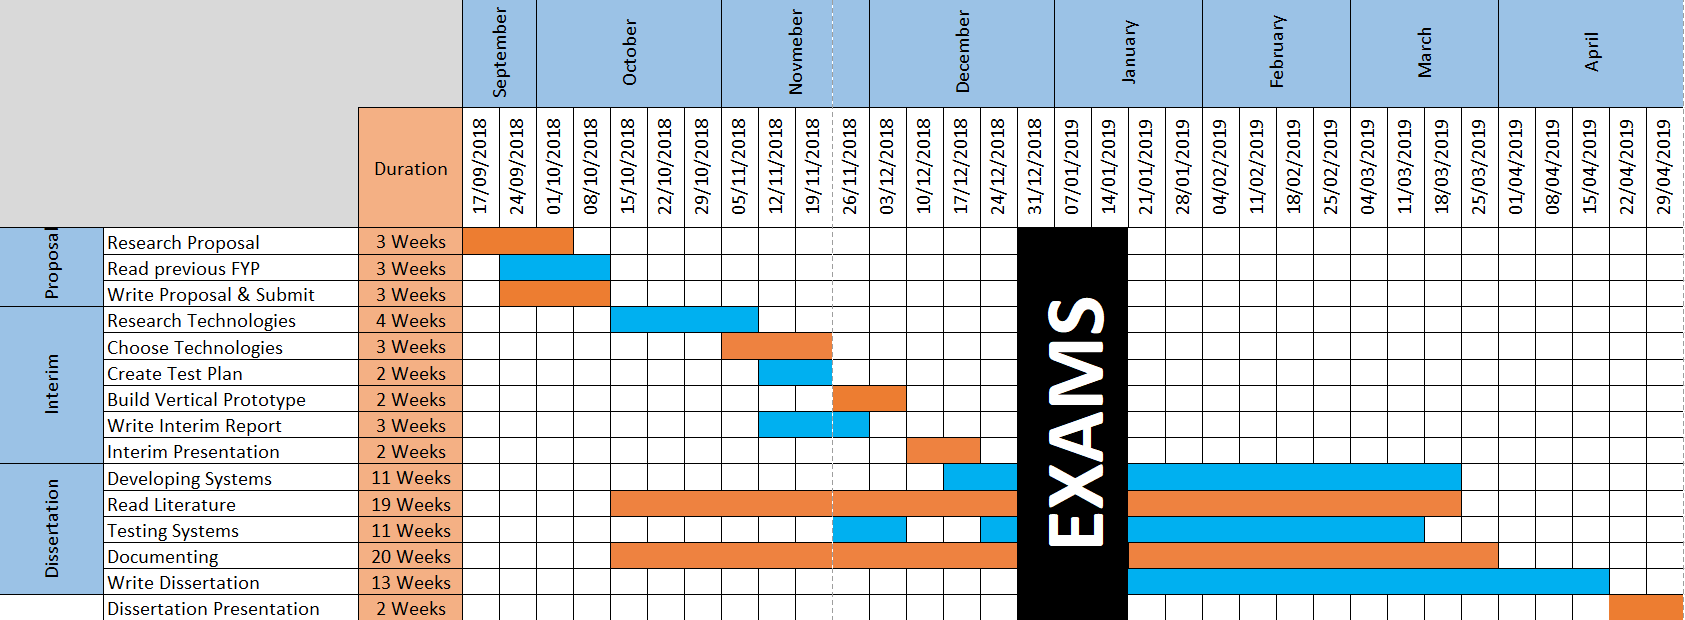 September
October
Novmeber
December
January
February
March
April
Duration
17/09/2018
24/09/2018
01/10/2018
08/10/2018
15/10/2018
22/10/2018
29/10/2018
05/11/2018
12/11/2018
19/11/2018
26/11/2018
03/12/2018
10/12/2018
17/12/2018
24/12/2018
31/12/2018
07/01/2019
14/01/2019
21/01/2019
28/01/2019
04/02/2019
11/02/2019
18/02/2019
25/02/2019
04/03/2019
11/03/2019
18/03/2019
25/03/2019
01/04/2019
08/04/2019
15/04/2019
22/04/2019
29/04/2019
Proposal
Research Proposal 3 Weeks
Read previous FYP 3 Weeks
Write Proposal & Submit 3 Weeks
Interim
Research Technologies 4 Weeks
Choose Technologies 3 Weeks
Create Test Plan 2 Weeks
Build Vertical Prototype 2 Weeks
Write Interim Report 3 Weeks
Interim Presentation 2 Weeks
Dissertation
Developing Systems 11 Weeks
Read Literature 19 Weeks
Testing Systems 11 Weeks
Documenting 20 Weeks
Write Dissertation 13 Weeks
Dissertation Presentation 2 Weeks
EXAMS